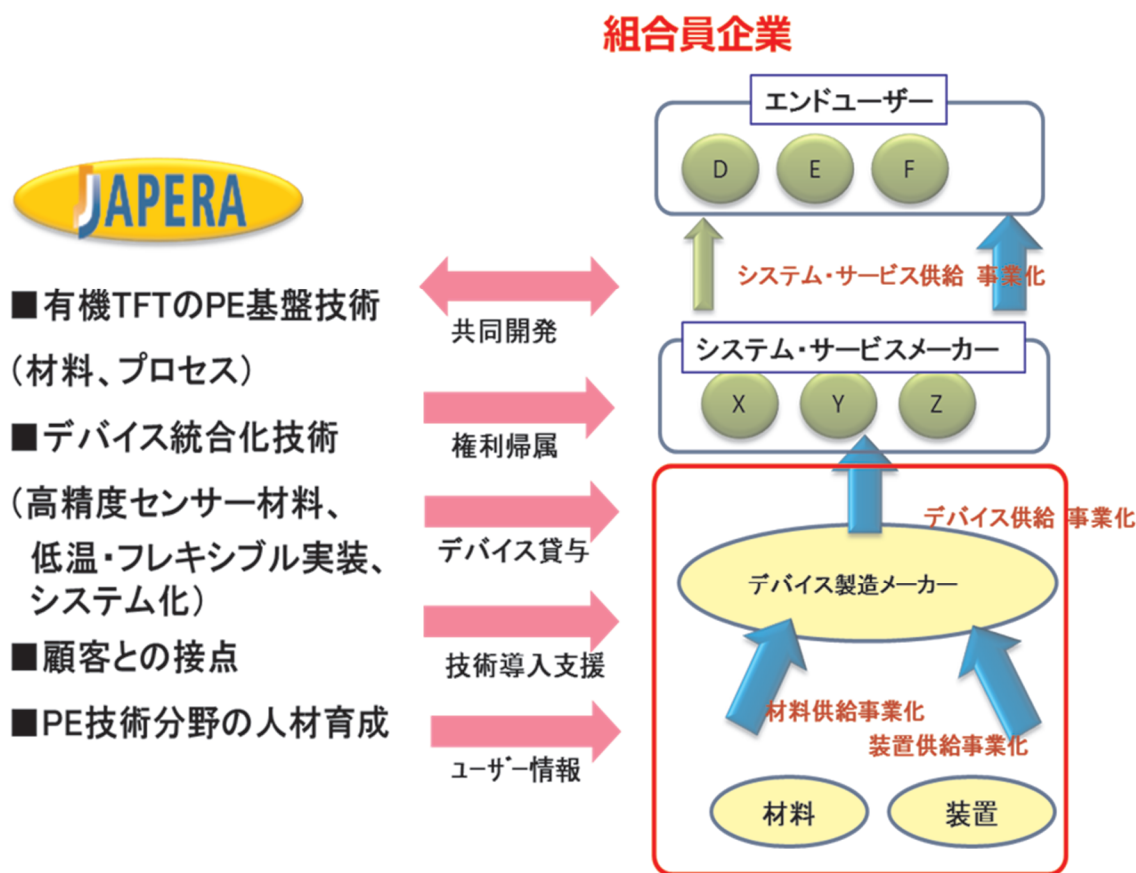 組合員企業
JAPERA
■有機TFTのPE基盤技術
(材料、プロセス)
■デバイス統合化技術
(高精度センサー材料、
低温・フレキシブル実装、
システム化)
■顧客との接点
■PE技術分野の人材育成
共同開発
権利帰属
デバイス貸与
技術導入支援
ユーザー情報
エンドユーザー
D E F
システム・サービス供給 事業化
システム・サービスメーカー
X Y Z
デバイス供給 事業化
デバイス製造メーカー
材料供給事業化
装置供給事業化
材料
装置